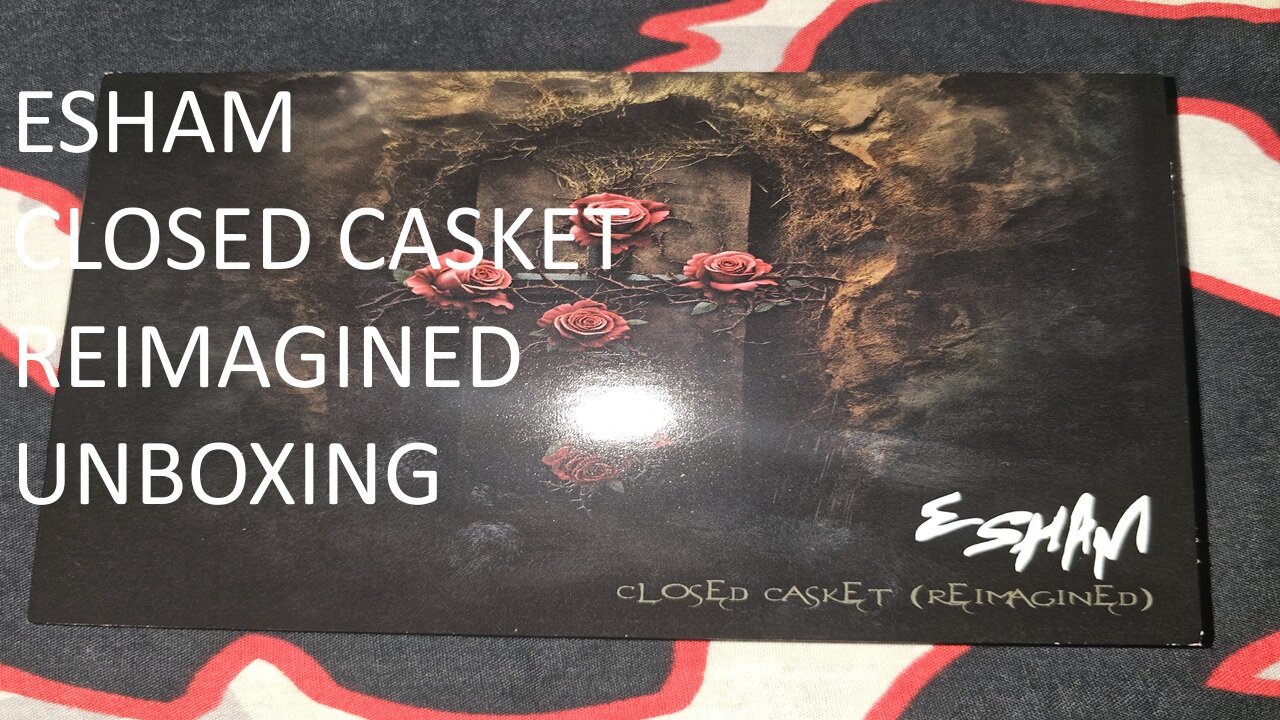 ESHAM
CLOSED CASKET
REIMAGINED
UNBOXING
ESHAM
CLOSED CASKET (REIMAGINED)